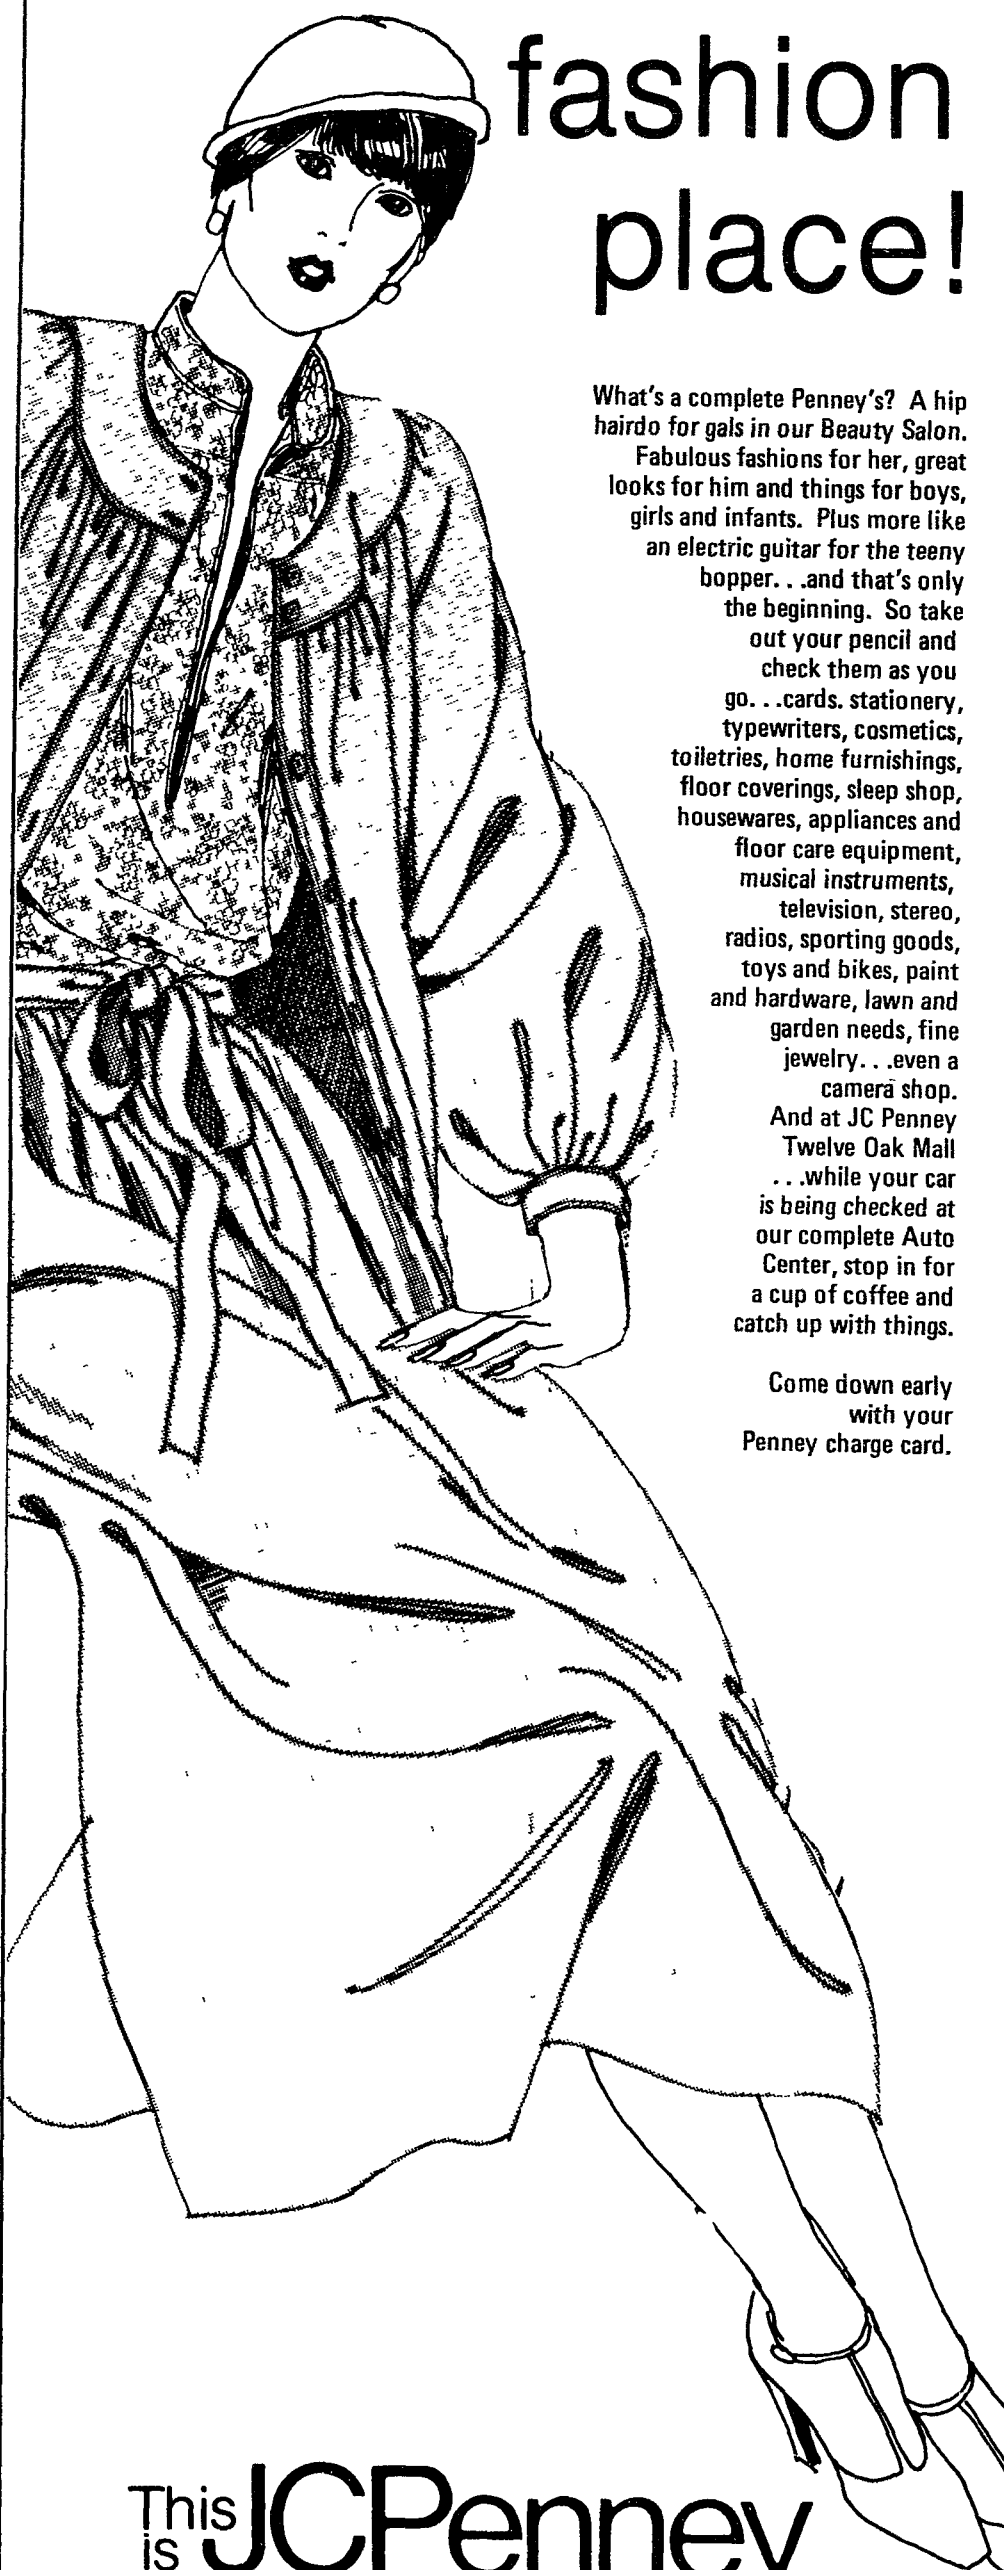 fashion
place!
What's a complete Penney's? A hip
hairdo for gals in our Beauty Salon.
Fabulous fashions for her, great
looks for him and things for boys,
girls and infants. Plus more like
an electric guitar for the teeny
bopper. . .and that's only
the beginning. So take
out your pencil and
check them as you
go. . .cards. stationery,
typewriters, cosmetics,
toiletries, home furnishings,
floor coverings, sleep shop,
housewares, appliances and
floor care equipment,
musical instruments,
television, stereo,
radios, sporting goods,
toys and bikes, paint
and hardware, lawn and
garden needs, fine
jewelry. . .even a
camera shop.
And at JC Penney
Twelve Oak Mall
. . .while your car
is being checked at
our complete Auto
Center, stop in for
a cup of coffee and
catch up with things.
Come down early
with your
Penney charge card.
This
is JCPenney